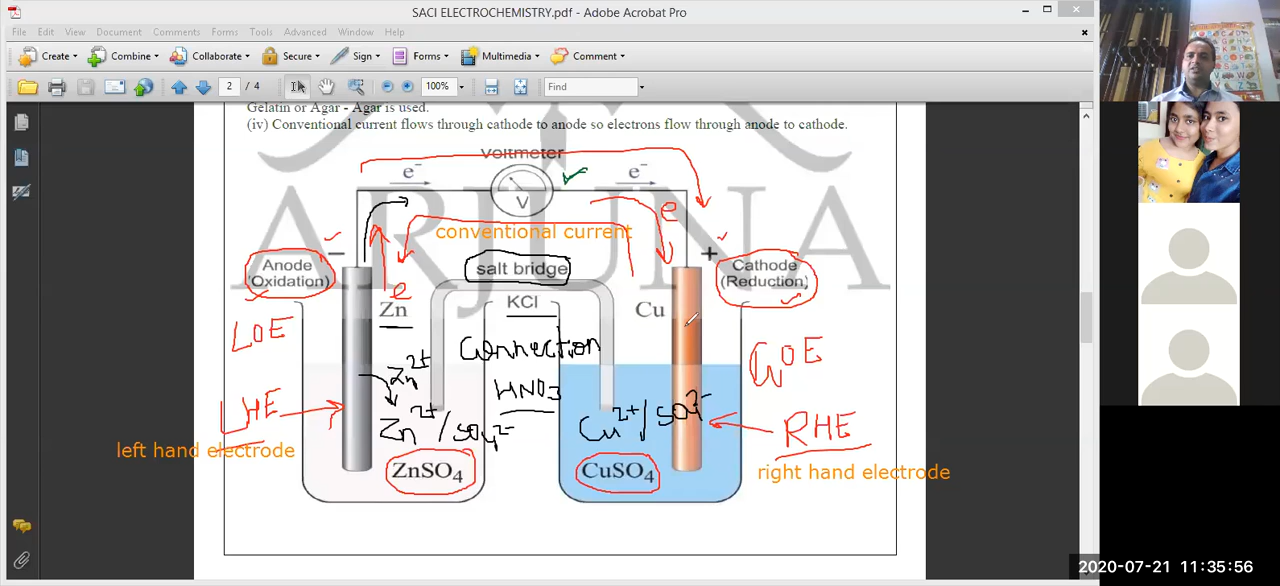 SACI ELECTROCHEMISTRY.pdf - Adobe Acrobat Pro
File Edit View Document Comments Forms Tools Advanced Window Help
Create Combine Collaborate Secure Sign Forms Multimedia Comment
2 / 4 100% Find
Gelatin or Agar - Agar is used.
(iv) Conventional current flows through cathode to anode so electrons flow through anode to cathode.
voltmeter
e⁻ e⁻
V
ARJUNA
e
conventional current
− +
Anode
(Oxidation)
salt bridge
Cathode
(Reduction)
e
Zn KCl Cu
LOE
Connection
GOE
Zn²⁺
HNO3
LHE
Zn²⁺/SO₄²⁻
Cu²⁺/SO₄²⁻
RHE
left hand electrode
ZnSO₄ CuSO₄
right hand electrode
2020-07-21 11:35:56